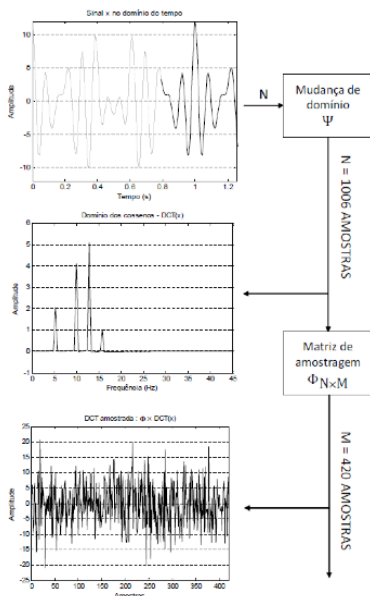 Sinal x no domínio do tempo
Amplitude
10
5
0
-5
-10
0
0.2
0.4
0.6
0.8
1
1.2
Tempo (s)
N
Mudança de
domínio
Ψ
N = 1006 AMOSTRAS
Domínio dos cossenos - DCT(x)
Amplitude
6
5
4
3
2
1
0
-1
0
5
10
15
20
25
30
35
40
45
Frequência (Hz)
Matriz de
amostragem
Φ N×M
M = 420 AMOSTRAS
DCT amostrada : Φ × DCT(x)
Amplitude
25
20
15
10
5
0
-5
-10
-15
-20
-25
0
50
100
150
200
250
300
350
400
Amostras